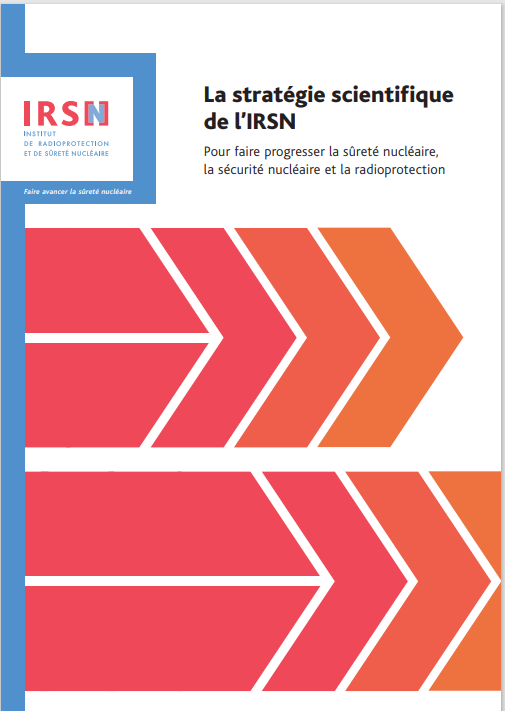 IRSN
INSTITUT
DE RADIOPROTECTION
ET DE SÛRETÉ NUCLÉAIRE
Faire avancer la sûreté nucléaire
La stratégie scientifique
de l'IRSN
Pour faire progresser la sûreté nucléaire,
la sécurité nucléaire et la radioprotection